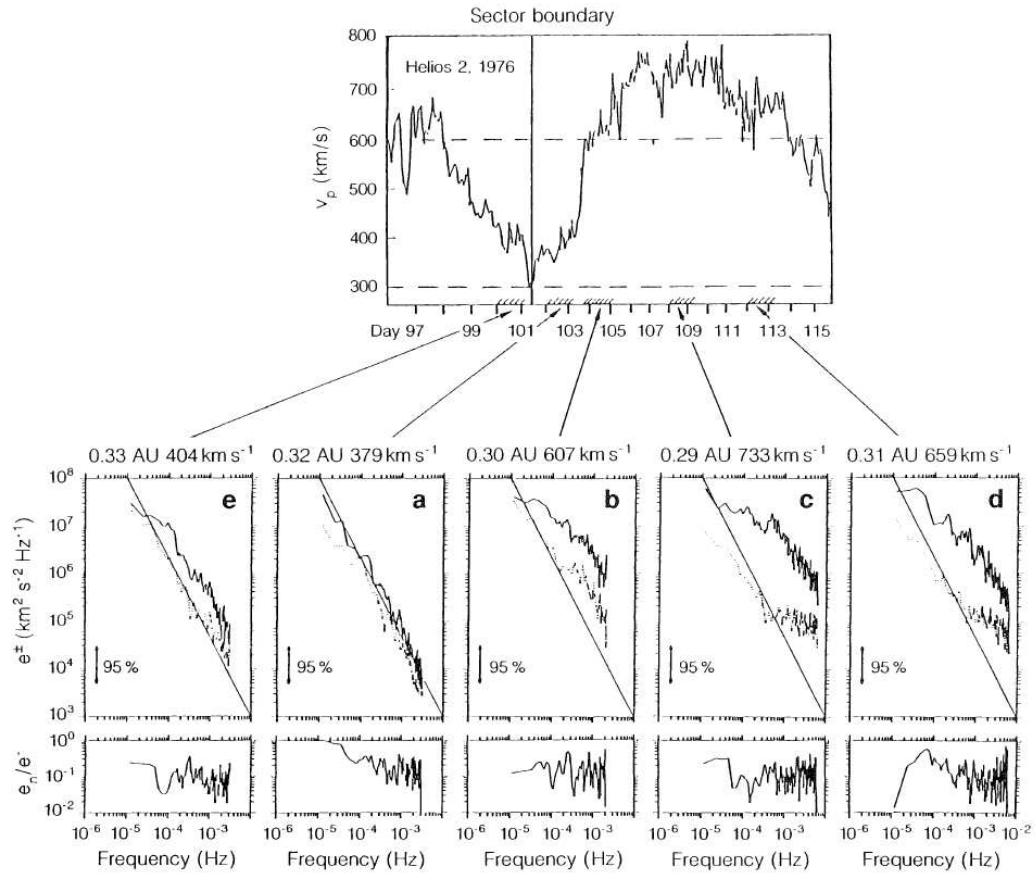 Sector boundary
800
700
600
500
400
300
v_p (km/s)
Helios 2, 1976
Day 97 99 101 103 105 107 109 111 113 115
0.33 AU 404 km s⁻¹ 0.32 AU 379 km s⁻¹ 0.30 AU 607 km s⁻¹ 0.29 AU 733 km s⁻¹ 0.31 AU 659 km s⁻¹
e a b c d
10⁸
10⁷
10⁶
10⁵
10⁴
10³
e± (km² s⁻² Hz⁻¹)
95 % 95 % 95 % 95 % 95 %
10⁰
10⁻¹
10⁻²
e_n/e⁻
10⁻⁶ 10⁻⁵ 10⁻⁴ 10⁻³ 10⁻⁶ 10⁻⁵ 10⁻⁴ 10⁻³ 10⁻⁶ 10⁻⁵ 10⁻⁴ 10⁻³ 10⁻⁶ 10⁻⁵ 10⁻⁴ 10⁻³ 10⁻⁶ 10⁻⁵ 10⁻⁴ 10⁻³ 10⁻²
Frequency (Hz) Frequency (Hz) Frequency (Hz) Frequency (Hz) Frequency (Hz)